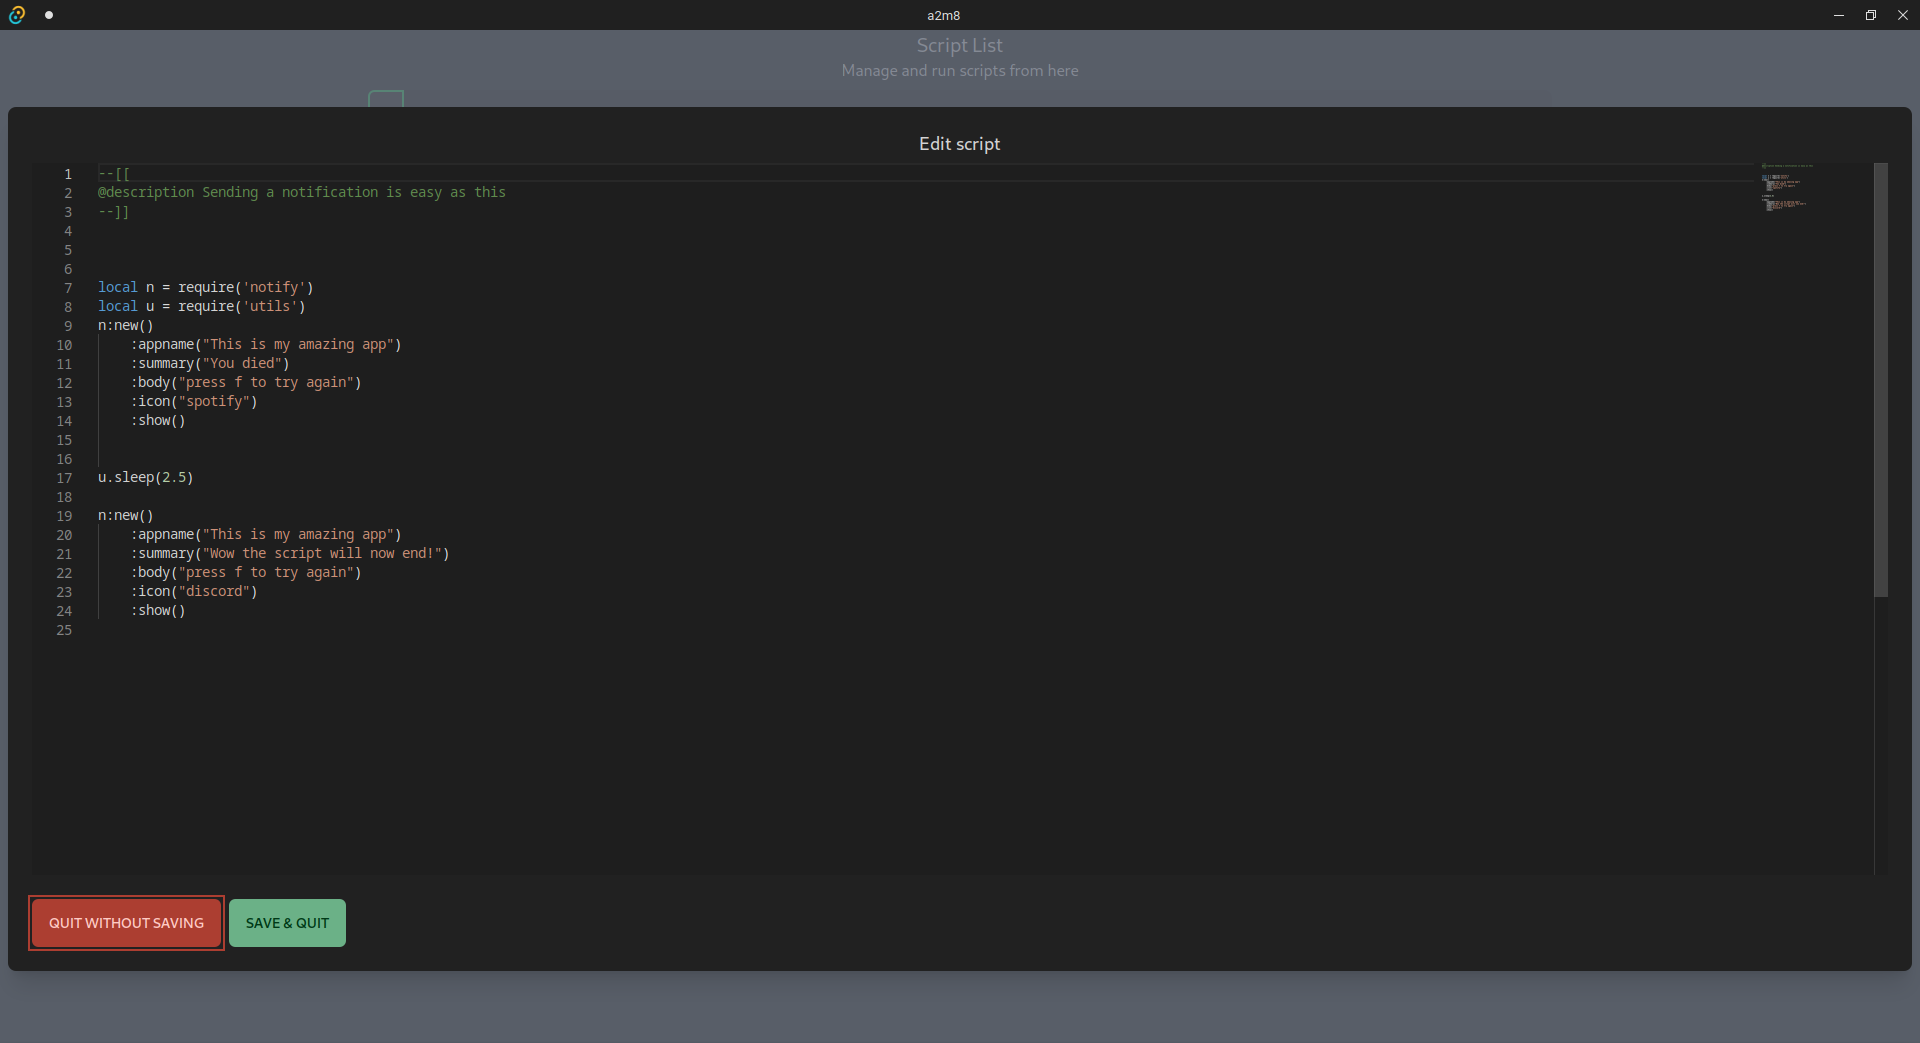 a2m8
Script List
Manage and run scripts from here
Edit script
1 --[[
2 @description Sending a notification is easy as this
3 --]]
4
5
6
7 local n = require('notify')
8 local u = require('utils')
9 n:new()
10 :appname("This is my amazing app")
11 :summary("You died")
12 :body("press f to try again")
13 :icon("spotify")
14 :show()
15
16
17 u.sleep(2.5)
18
19 n:new()
20 :appname("This is my amazing app")
21 :summary("Wow the script will now end!")
22 :body("press f to try again")
23 :icon("discord")
24 :show()
25
QUIT WITHOUT SAVING SAVE & QUIT